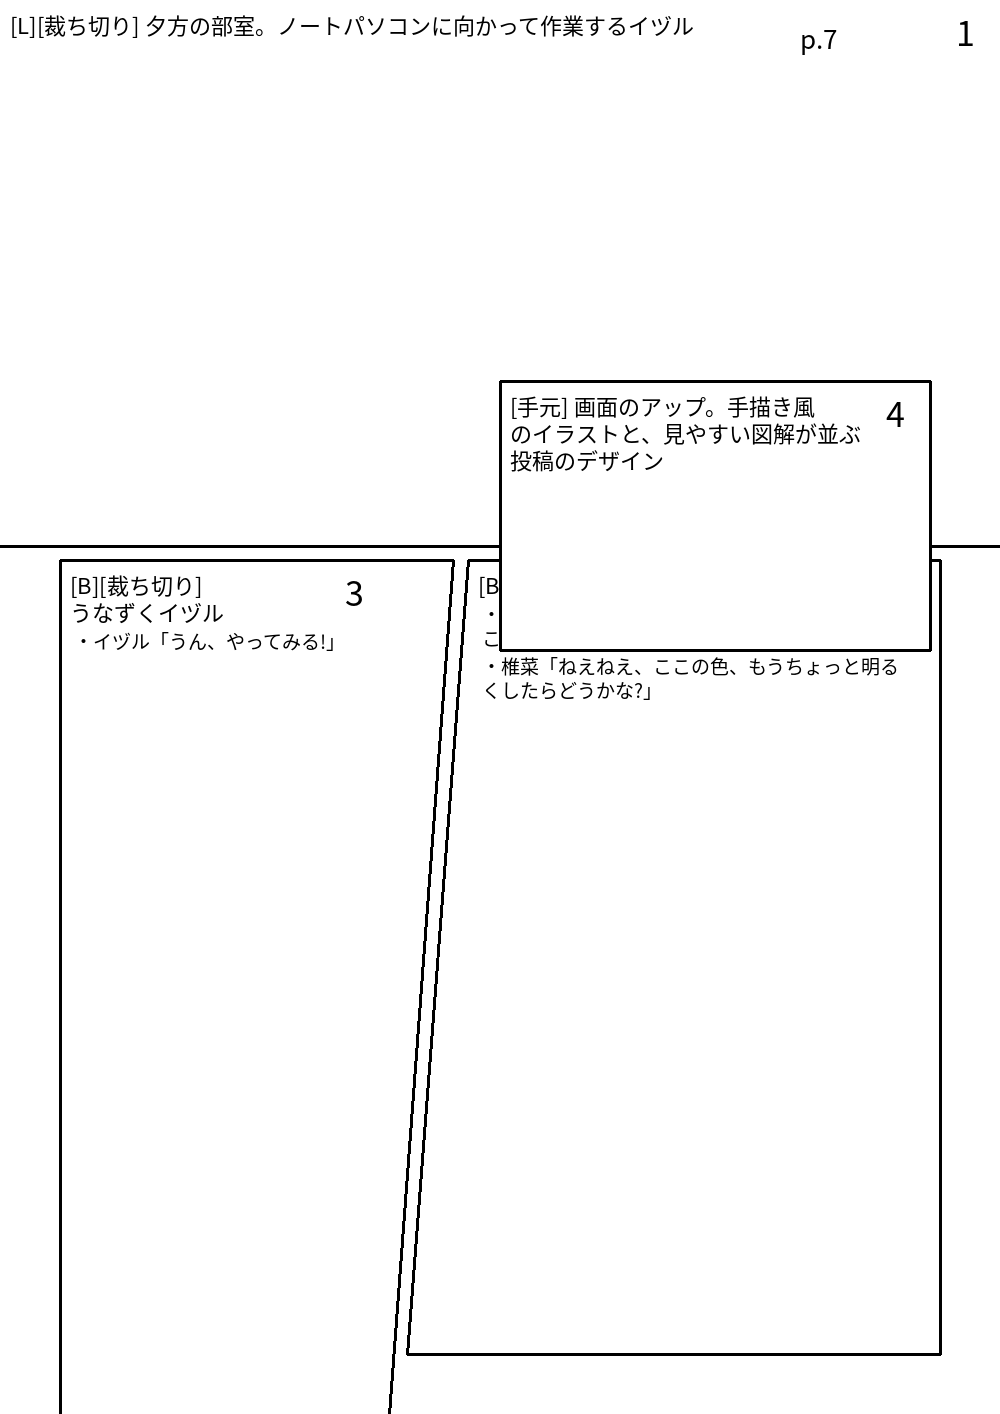 [L][裁ち切り] 夕方の部室。ノートパソコンに向かって作業するイヅル
p.7
1
[手元] 画面のアップ。手描き風
のイラストと、見やすい図解が並ぶ
投稿のデザイン
4
[B
・
こ
・椎菜「ねえねえ、ここの色、もうちょっと明る
くしたらどうかな?」
[B][裁ち切り]
うなずくイヅル
・イヅル「うん、やってみる!」
3